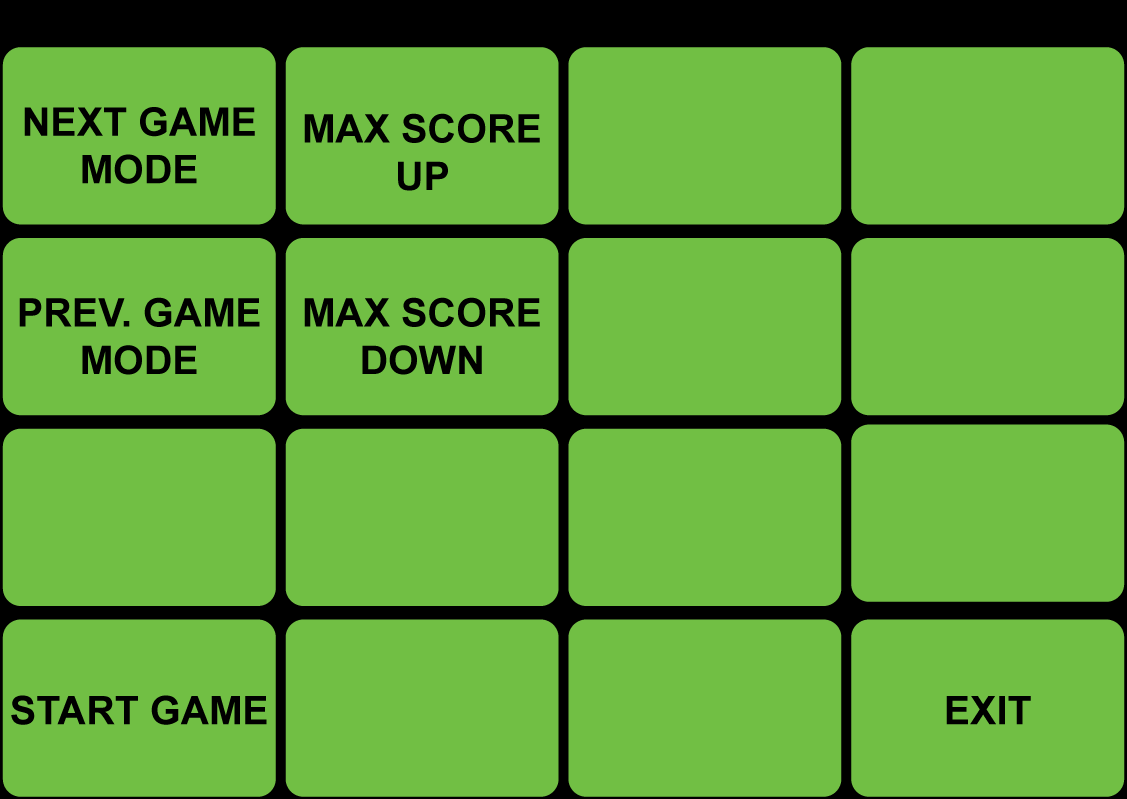 NEXT GAME
MODE
MAX SCORE
UP
PREV. GAME
MODE
MAX SCORE
DOWN
START GAME
EXIT